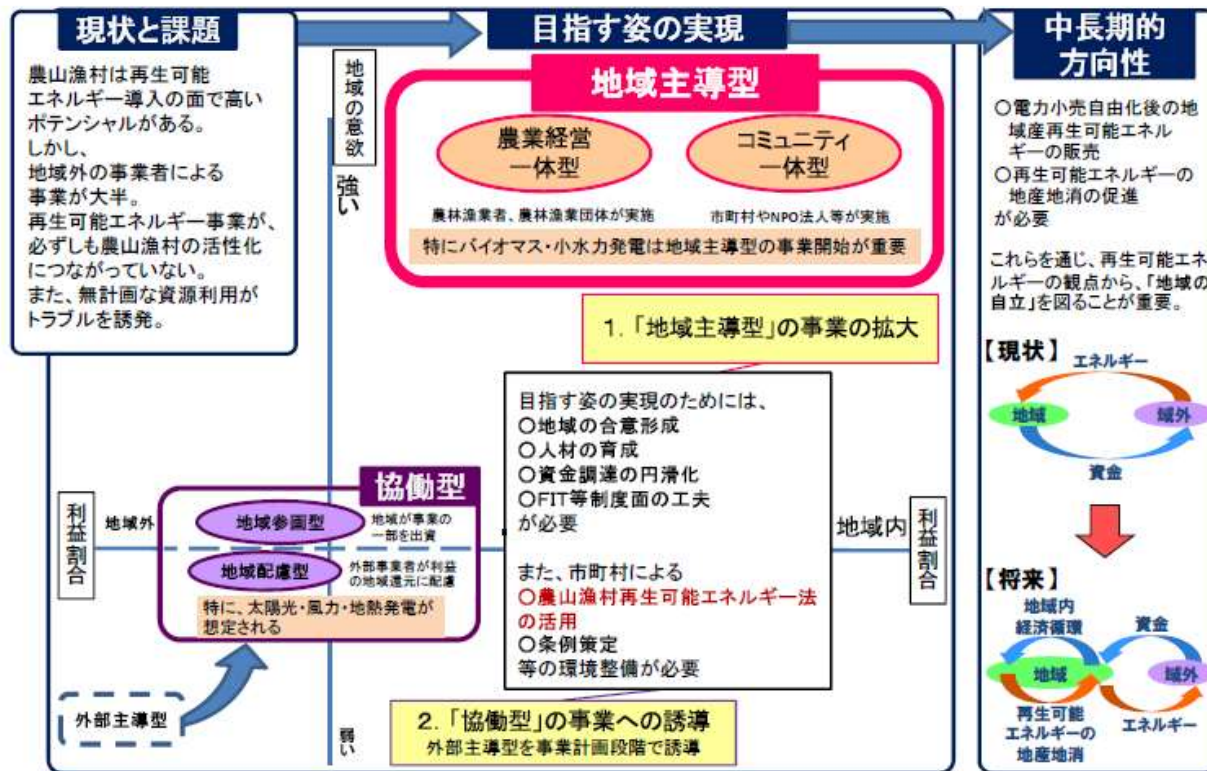 現状と課題
農山漁村は再生可能
エネルギー導入の面で高い
ポテンシャルがある。
しかし、
地域外の事業者による
事業が大半。
再生可能エネルギー事業が、
必ずしも農山漁村の活性化
につながっていない。
また、無計画な資源利用が
トラブルを誘発。
目指す姿の実現
地域の意欲
強い
地域主導型
農業経営
一体型
コミュニティ
一体型
農林漁業者、農林漁業団体が実施
市町村やNPO法人等が実施
特にバイオマス・小水力発電は地域主導型の事業開始が重要
1.「地域主導型」の事業の拡大
目指す姿の実現のためには、
○地域の合意形成
○人材の育成
○資金調達の円滑化
○FIT等制度面の工夫
が必要
また、市町村による
○農山漁村再生可能エネルギー法
の活用
○条例策定
等の環境整備が必要
利益割合
地域外
協働型
地域参画型
地域が事業の
一部を出資
地域配慮型
外部事業者が利益
の地域還元に配慮
特に、太陽光・風力・地熱発電が
想定される
地域内
利益割合
外部主導型
弱い
2.「協働型」の事業への誘導
外部主導型を事業計画段階で誘導
中長期的
方向性
○電力小売自由化後の地
域産再生可能エネル
ギーの販売
○再生可能エネルギーの
地産地消の促進
が必要
これらを通じ、再生可能エネ
ルギーの観点から、「地域の
自立」を図ることが重要。
【現状】
エネルギー
地域
域外
資金
【将来】
地域内
経済循環
資金
地域
域外
再生可能
エネルギーの
地産地消
エネルギー